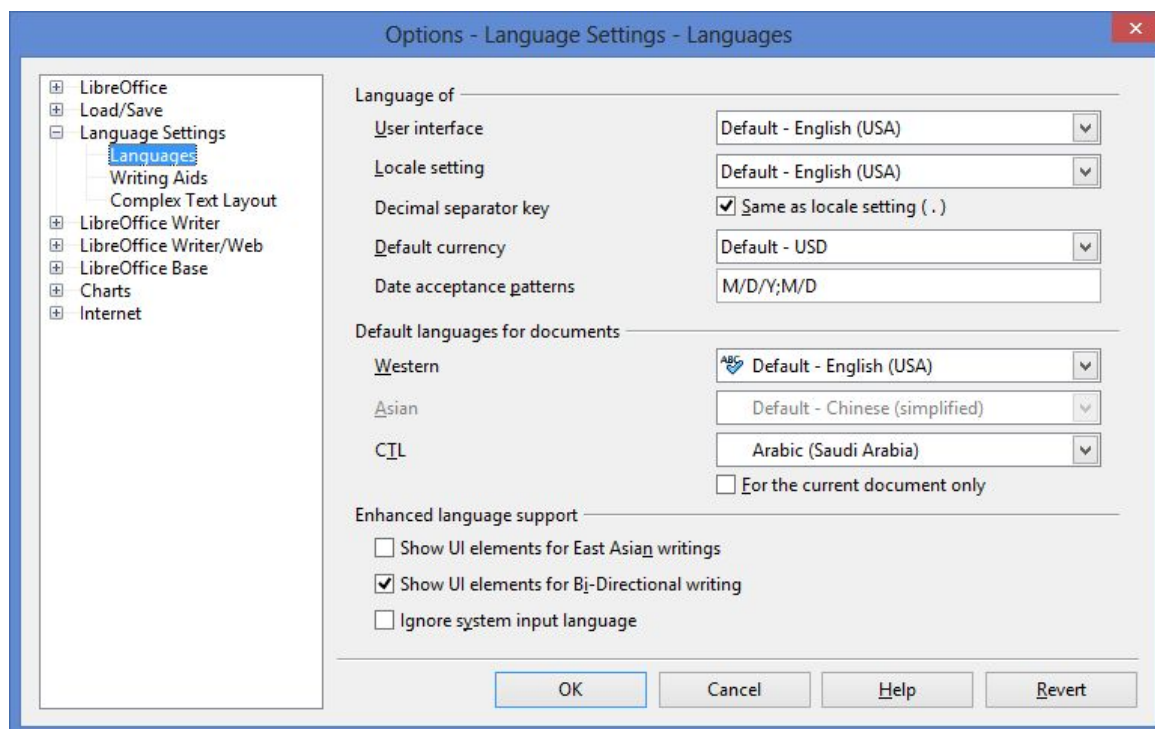 Options - Language Settings - Languages
LibreOffice
Load/Save
Language Settings
Languages
Writing Aids
Complex Text Layout
LibreOffice Writer
LibreOffice Writer/Web
LibreOffice Base
Charts
Internet
Language of
User interface
Default - English (USA)
Locale setting
Default - English (USA)
Decimal separator key
Same as locale setting ( . )
Default currency
Default - USD
Date acceptance patterns
M/D/Y;M/D
Default languages for documents
Western
ABC
Default - English (USA)
Asian
Default - Chinese (simplified)
CTL
Arabic (Saudi Arabia)
For the current document only
Enhanced language support
Show UI elements for East Asian writings
Show UI elements for Bi-Directional writing
Ignore system input language
OK
Cancel
Help
Revert